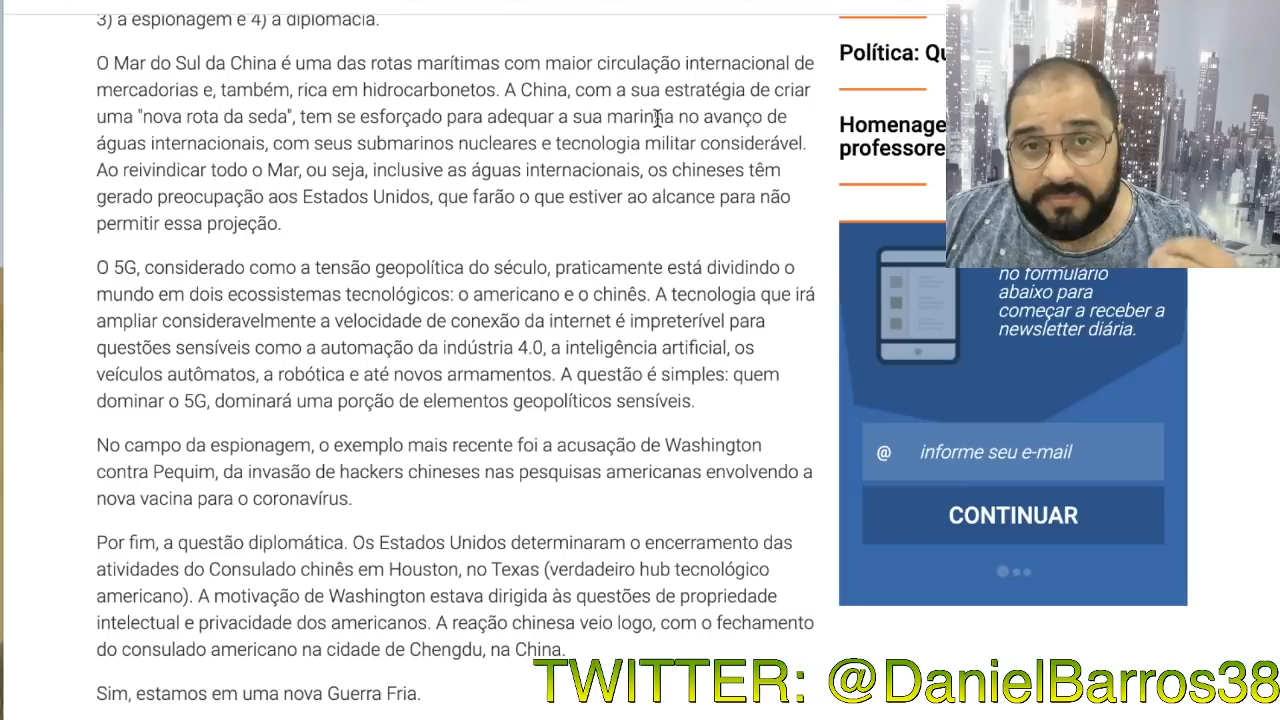 3) a espionagem e 4) a diplomacia.
O Mar do Sul da China é uma das rotas marítimas com maior circulação internacional de
mercadorias e, também, rica em hidrocarbonetos. A China, com a sua estratégia de criar
uma "nova rota da seda", tem se esforçado para adequar a sua marinha no avanço de
águas internacionais, com seus submarinos nucleares e tecnologia militar considerável.
Ao reivindicar todo o Mar, ou seja, inclusive as águas internacionais, os chineses têm
gerado preocupação aos Estados Unidos, que farão o que estiver ao alcance para não
permitir essa projeção.
O 5G, considerado como a tensão geopolítica do século, praticamente está dividindo o
mundo em dois ecossistemas tecnológicos: o americano e o chinês. A tecnologia que irá
ampliar consideravelmente a velocidade de conexão da internet é impreterível para
questões sensíveis como a automação da indústria 4.0, a inteligência artificial, os
veículos autômatos, a robótica e até novos armamentos. A questão é simples: quem
dominar o 5G, dominará uma porção de elementos geopolíticos sensíveis.
No campo da espionagem, o exemplo mais recente foi a acusação de Washington
contra Pequim, da invasão de hackers chineses nas pesquisas americanas envolvendo a
nova vacina para o coronavírus.
Por fim, a questão diplomática. Os Estados Unidos determinaram o encerramento das
atividades do Consulado chinês em Houston, no Texas (verdadeiro hub tecnológico
americano). A motivação de Washington estava dirigida às questões de propriedade
intelectual e privacidade dos americanos. A reação chinesa veio logo, com o fechamento
do consulado americano na cidade de Chengdu, na China.
Sim, estamos em uma nova Guerra Fria.
Política: Qu
Homenage
professore
no formulário
abaixo para
começar a receber a
newsletter diária.
@ informe seu e-mail
CONTINUAR
TWITTER: @DanielBarros38